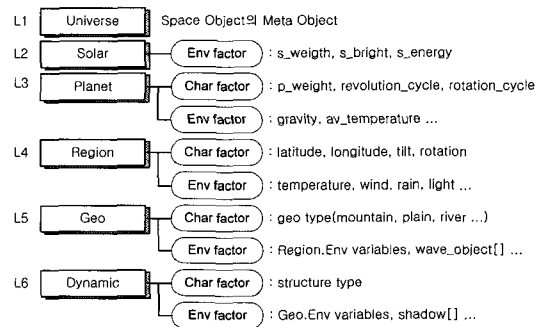 L1 Universe Space Object의 Meta Object
L2 Solar Env factor : s_weigth, s_bright, s_energy
L3 Planet Char factor : p_weight, revolution_cycle, rotation_cycle
Env factor : gravity, av_temperature ...
L4 Region Char factor : latitude, longitude, tilt, rotation
Env factor : temperature, wind, rain, light ...
L5 Geo Char factor : geo type(mountain, plain, river ...)
Env factor : Region.Env variables, wave_object[] ...
L6 Dynamic Char factor : structure type
Env factor : Geo.Env variables, shadow[] ...